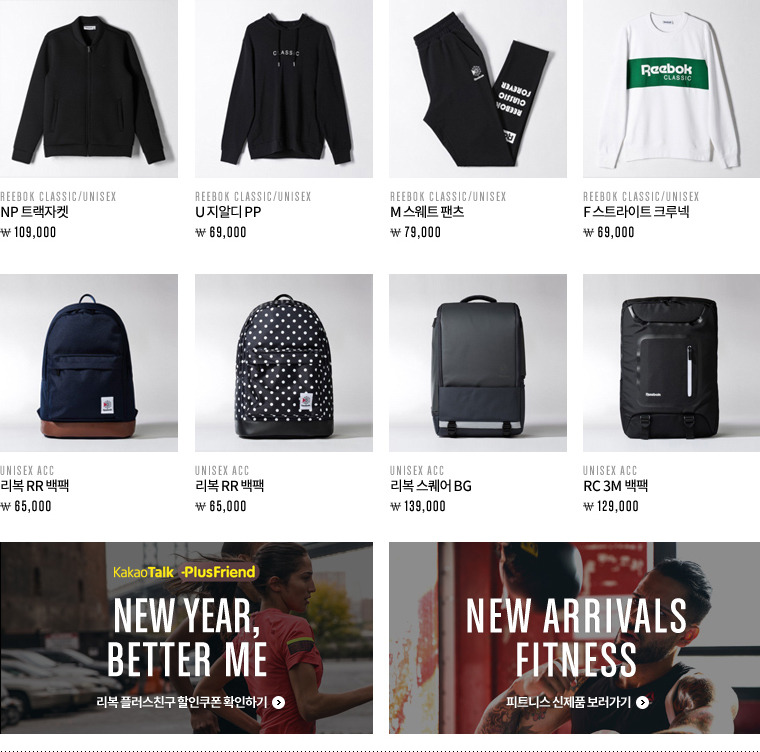 CLASSIC
REEBOK
CLASSIC
FOREVER
Reebok
CLASSIC
REEBOK CLASSIC/UNISEX
NP 트랙자켓
₩ 109,000
REEBOK CLASSIC/UNISEX
U 지알디 PP
₩ 69,000
REEBOK CLASSIC/UNISEX
M 스웨트 팬츠
₩ 79,000
REEBOK CLASSIC/UNISEX
F 스트라이트 크루넥
₩ 69,000
Reebok
UNISEX ACC
리복 RR 백팩
₩ 65,000
UNISEX ACC
리복 RR 백팩
₩ 65,000
UNISEX ACC
리복 스퀘어 BG
₩ 139,000
UNISEX ACC
RC 3M 백팩
₩ 129,000
KakaoTalk -PlusFriend
NEW YEAR,
BETTER ME
리복 플러스친구 할인쿠폰 확인하기
NEW ARRIVALS
FITNESS
피트니스 신제품 보러가기